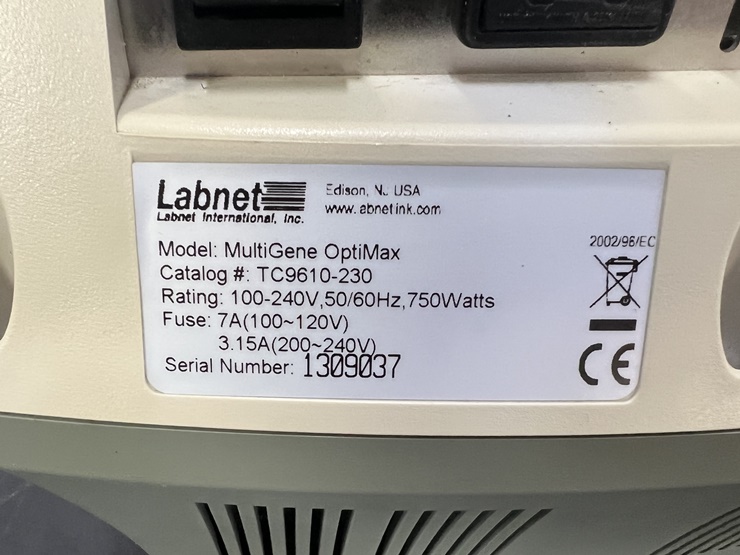 Labnet
Labnet International, Inc.
Edison, NJ USA
www.labnetink.com
Model: MultiGene OptiMax
Catalog #: TC9610-230
Rating: 100-240V,50/60Hz,750Watts
Fuse: 7A(100~120V)
3.15A(200~240V)
Serial Number: 1309037
2002/96/EC
CE